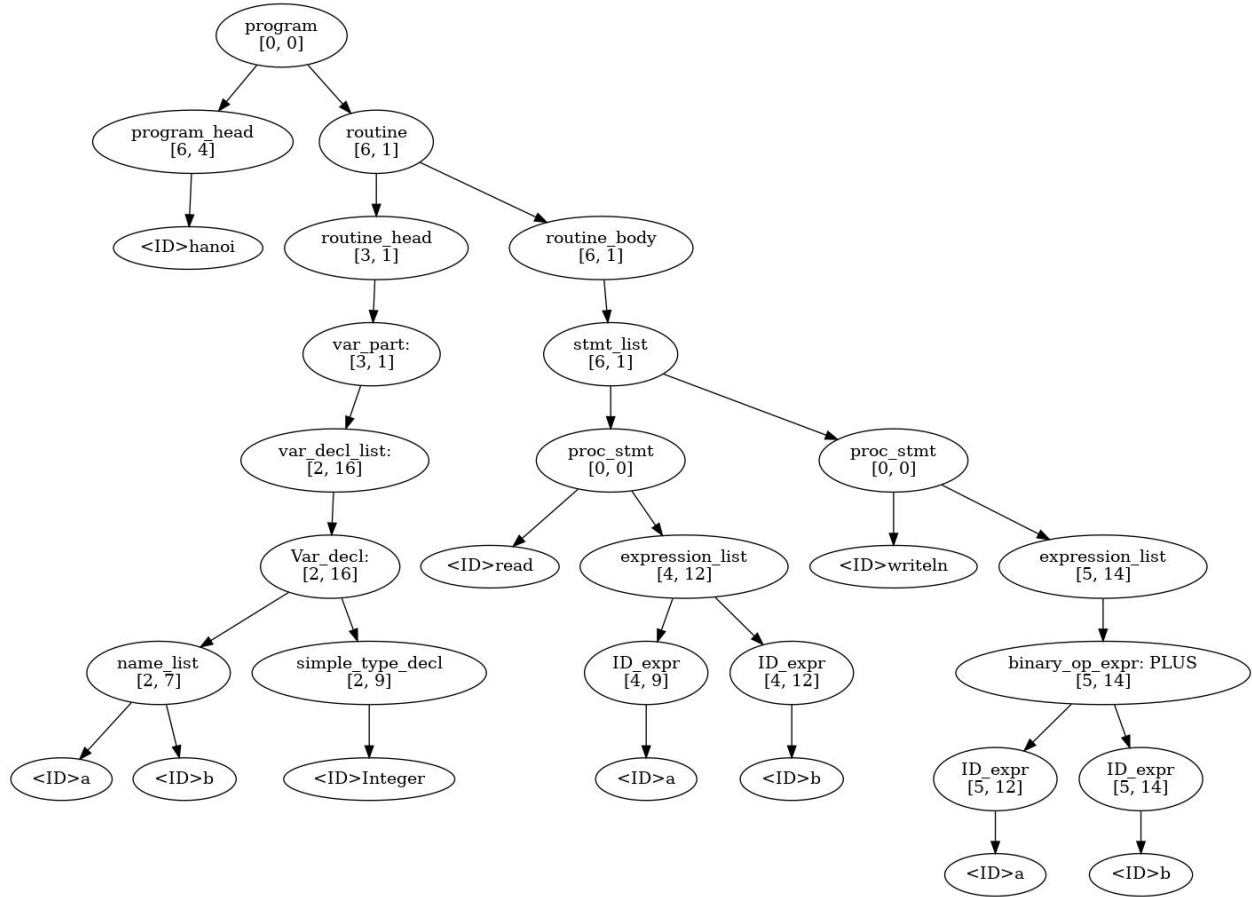 program
[0, 0]
program_head
[6, 4]
routine
[6, 1]
<ID>hanoi
routine_head
[3, 1]
routine_body
[6, 1]
var_part:
[3, 1]
stmt_list
[6, 1]
var_decl_list:
[2, 16]
proc_stmt
[0, 0]
proc_stmt
[0, 0]
Var_decl:
[2, 16]
<ID>read
expression_list
[4, 12]
<ID>writeln
expression_list
[5, 14]
name_list
[2, 7]
simple_type_decl
[2, 9]
ID_expr
[4, 9]
ID_expr
[4, 12]
binary_op_expr: PLUS
[5, 14]
<ID>a
<ID>b
<ID>Integer
<ID>a
<ID>b
ID_expr
[5, 12]
ID_expr
[5, 14]
<ID>a
<ID>b